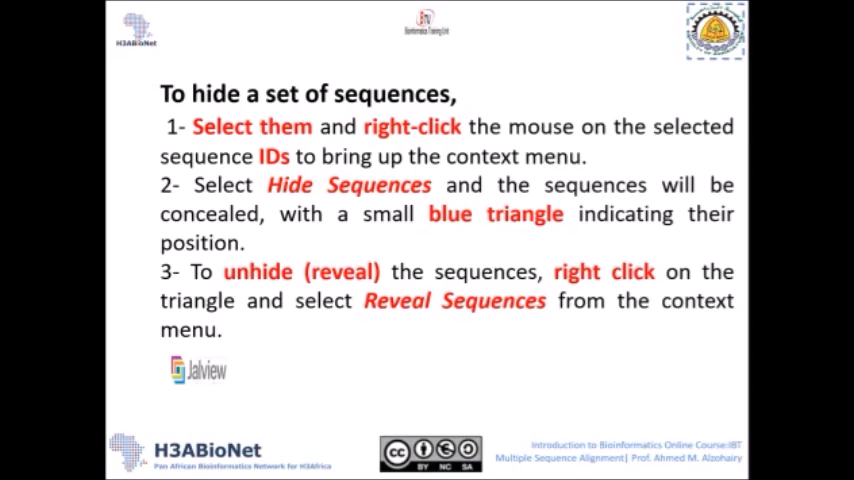 H3ABioNet
Bioinformatics Training Unit
To hide a set of sequences,
1- Select them and right-click the mouse on the selected
sequence IDs to bring up the context menu.
2- Select Hide Sequences and the sequences will be
concealed, with a small blue triangle indicating their
position.
3- To unhide (reveal) the sequences, right click on the
triangle and select Reveal Sequences from the context
menu.
Jalview
H3ABioNet
Pan African Bioinformatics Network for H3Africa
cc
BY NC SA
Introduction to Bioinformatics Online Course:IBT
Multiple Sequence Alignment| Prof. Ahmed M. Alzohairy